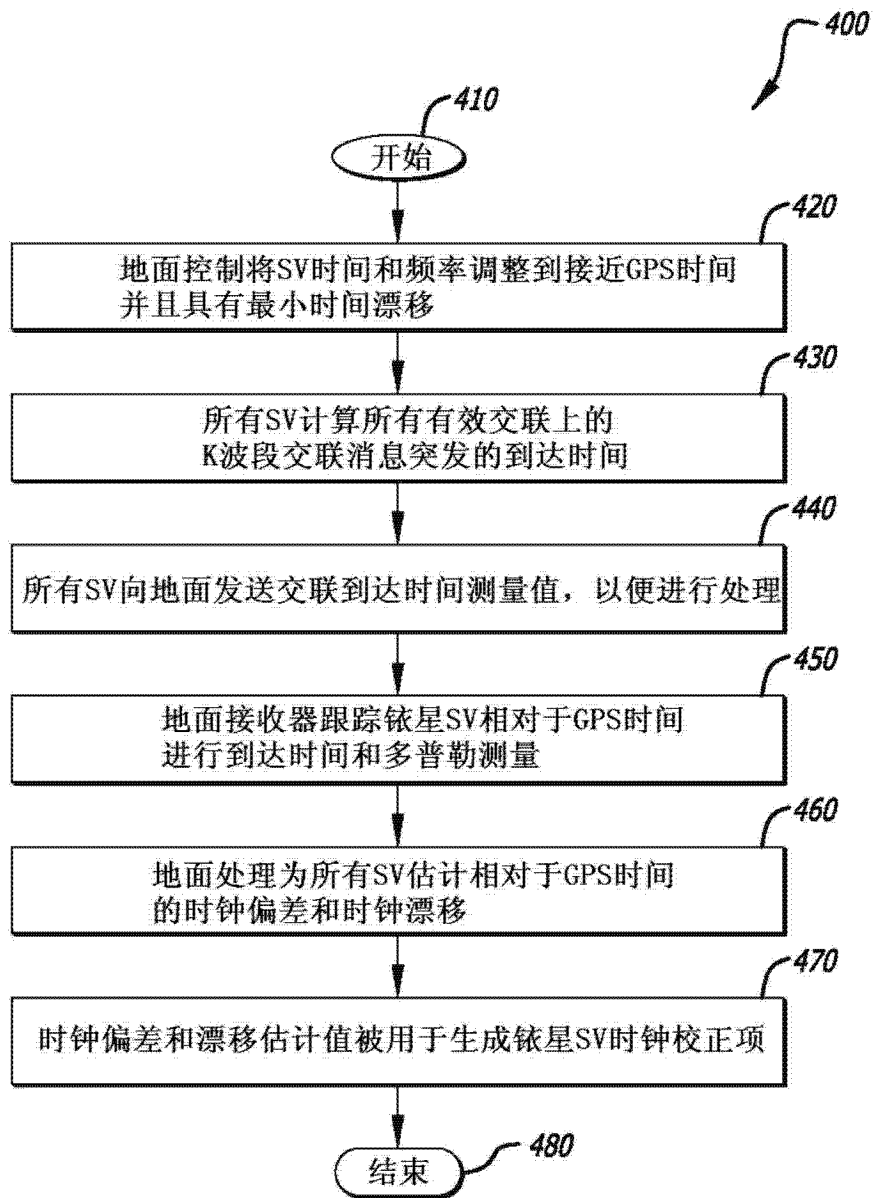 400
410
开始
420
地面控制将SV时间和频率调整到接近GPS时间
并且具有最小时间漂移
430
所有SV计算所有有效交联上的
K波段交联消息突发的到达时间
440
所有SV向地面发送交联到达时间测量值，以便进行处理
450
地面接收器跟踪铱星SV相对于GPS时间
进行到达时间和多普勒测量
460
地面处理为所有SV估计相对于GPS时间
的时钟偏差和时钟漂移
470
时钟偏差和漂移估计值被用于生成铱星SV时钟校正项
480
结束